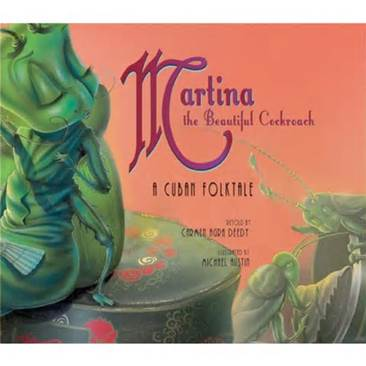 Martina
the Beautiful Cockroach
A CUBAN FOLKTALE
RETOLD BY
CARMEN AGRA DEEDY
ILLUSTRATED BY
MICHAEL AUSTIN